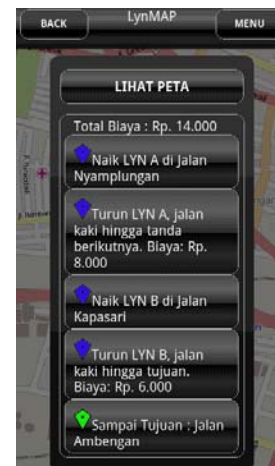 BACK
LynMAP
MENU
LIHAT PETA
Total Biaya : Rp. 14.000
Naik LYN A di Jalan
Nyamplungan
Turun LYN A, jalan
kaki hingga tanda
berikutnya. Biaya: Rp.
8.000
Naik LYN B di Jalan
Kapasari
Turun LYN B, jalan
kaki hingga tujuan.
Biaya: Rp. 6.000
Sampai Tujuan : Jalan
Ambengan